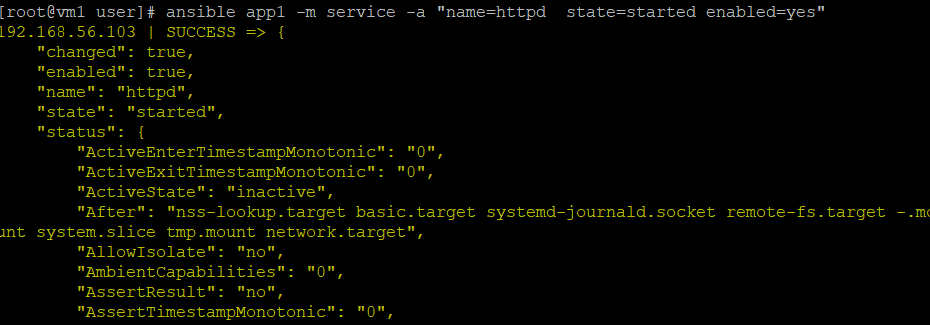 [root@vm1 user]# ansible app1 -m service -a "name=httpd  state=started enabled=yes"
192.168.56.103 | SUCCESS => {
    "changed": true,
    "enabled": true,
    "name": "httpd",
    "state": "started",
    "status": {
        "ActiveEnterTimestampMonotonic": "0",
        "ActiveExitTimestampMonotonic": "0",
        "ActiveState": "inactive",
        "After": "nss-lookup.target basic.target systemd-journald.socket remote-fs.target -.mo
unt system.slice tmp.mount network.target",
        "AllowIsolate": "no",
        "AmbientCapabilities": "0",
        "AssertResult": "no",
        "AssertTimestampMonotonic": "0",